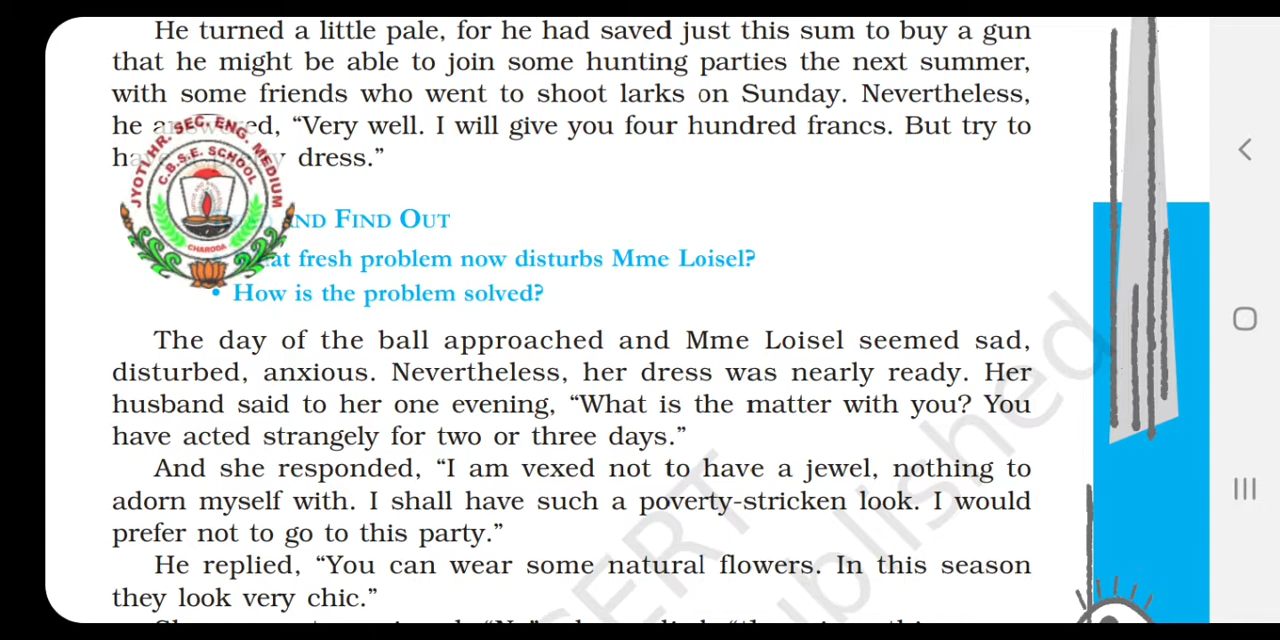 He turned a little pale, for he had saved just this sum to buy a gun
that he might be able to join some hunting parties the next summer,
with some friends who went to shoot larks on Sunday. Nevertheless,
he answered, “Very well. I will give you four hundred francs. But try to
dress.”
JYOTI HR. SEC. ENG. MEDIUM
C.B.S.E. SCHOOL
CHARODA
FIND OUT
fresh problem now disturbs Mme Loisel?
• How is the problem solved?
The day of the ball approached and Mme Loisel seemed sad,
disturbed, anxious. Nevertheless, her dress was nearly ready. Her
husband said to her one evening, “What is the matter with you? You
have acted strangely for two or three days.”
And she responded, “I am vexed not to have a jewel, nothing to
adorn myself with. I shall have such a poverty-stricken look. I would
prefer not to go to this party.”
He replied, “You can wear some natural flowers. In this season
they look very chic.”